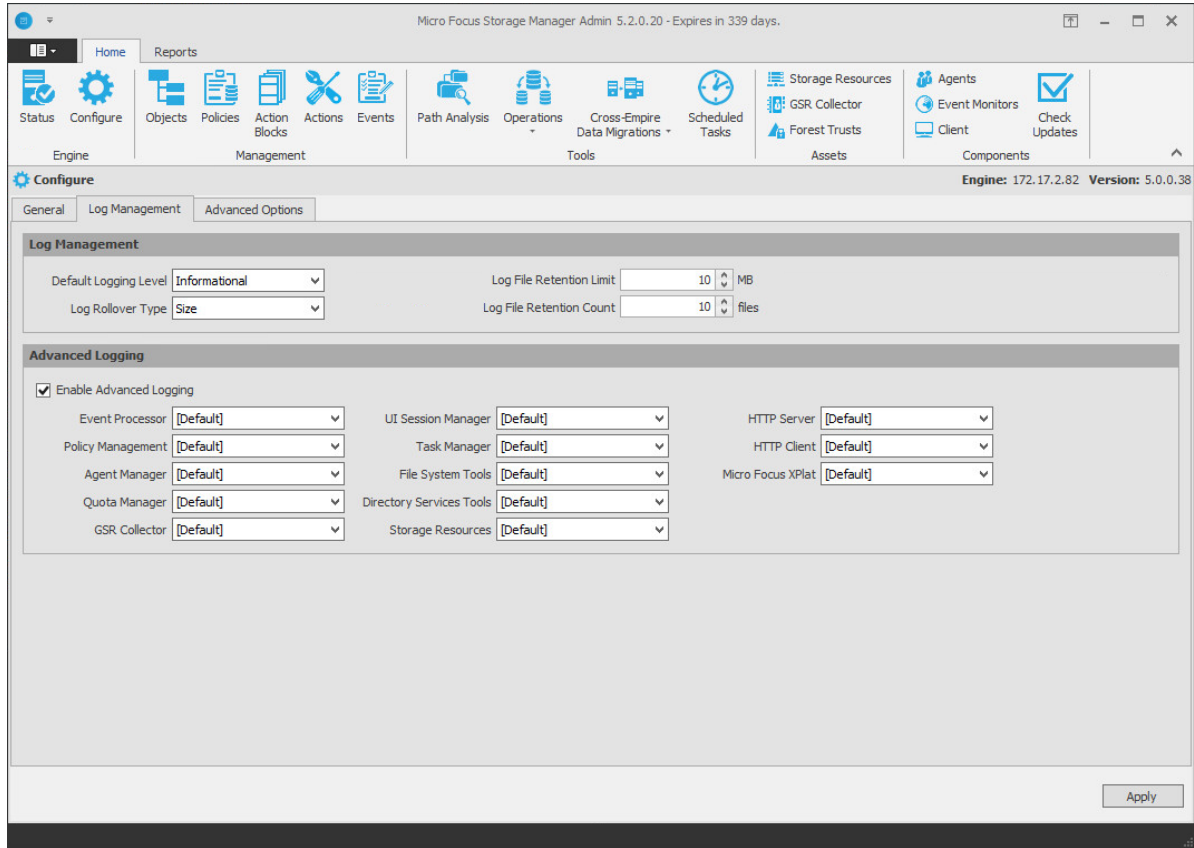 Micro Focus Storage Manager Admin 5.2.0.20 - Expires in 339 days.
Home Reports
Status Configure Objects Policies Action Blocks Actions Events Path Analysis Operations Cross-Empire Data Migrations Scheduled Tasks
Storage Resources
GSR Collector
Forest Trusts
Agents
Event Monitors
Client
Check Updates
Engine Management Tools Assets Components
Configure Engine: 172.17.2.82 Version: 5.0.0.38
General Log Management Advanced Options
Log Management
Default Logging Level Informational Log File Retention Limit 10 MB
Log Rollover Type Size Log File Retention Count 10 files
Advanced Logging
Enable Advanced Logging
Event Processor [Default] UI Session Manager [Default] HTTP Server [Default]
Policy Management [Default] Task Manager [Default] HTTP Client [Default]
Agent Manager [Default] File System Tools [Default] Micro Focus XPlat [Default]
Quota Manager [Default] Directory Services Tools [Default]
GSR Collector [Default] Storage Resources [Default]
Apply